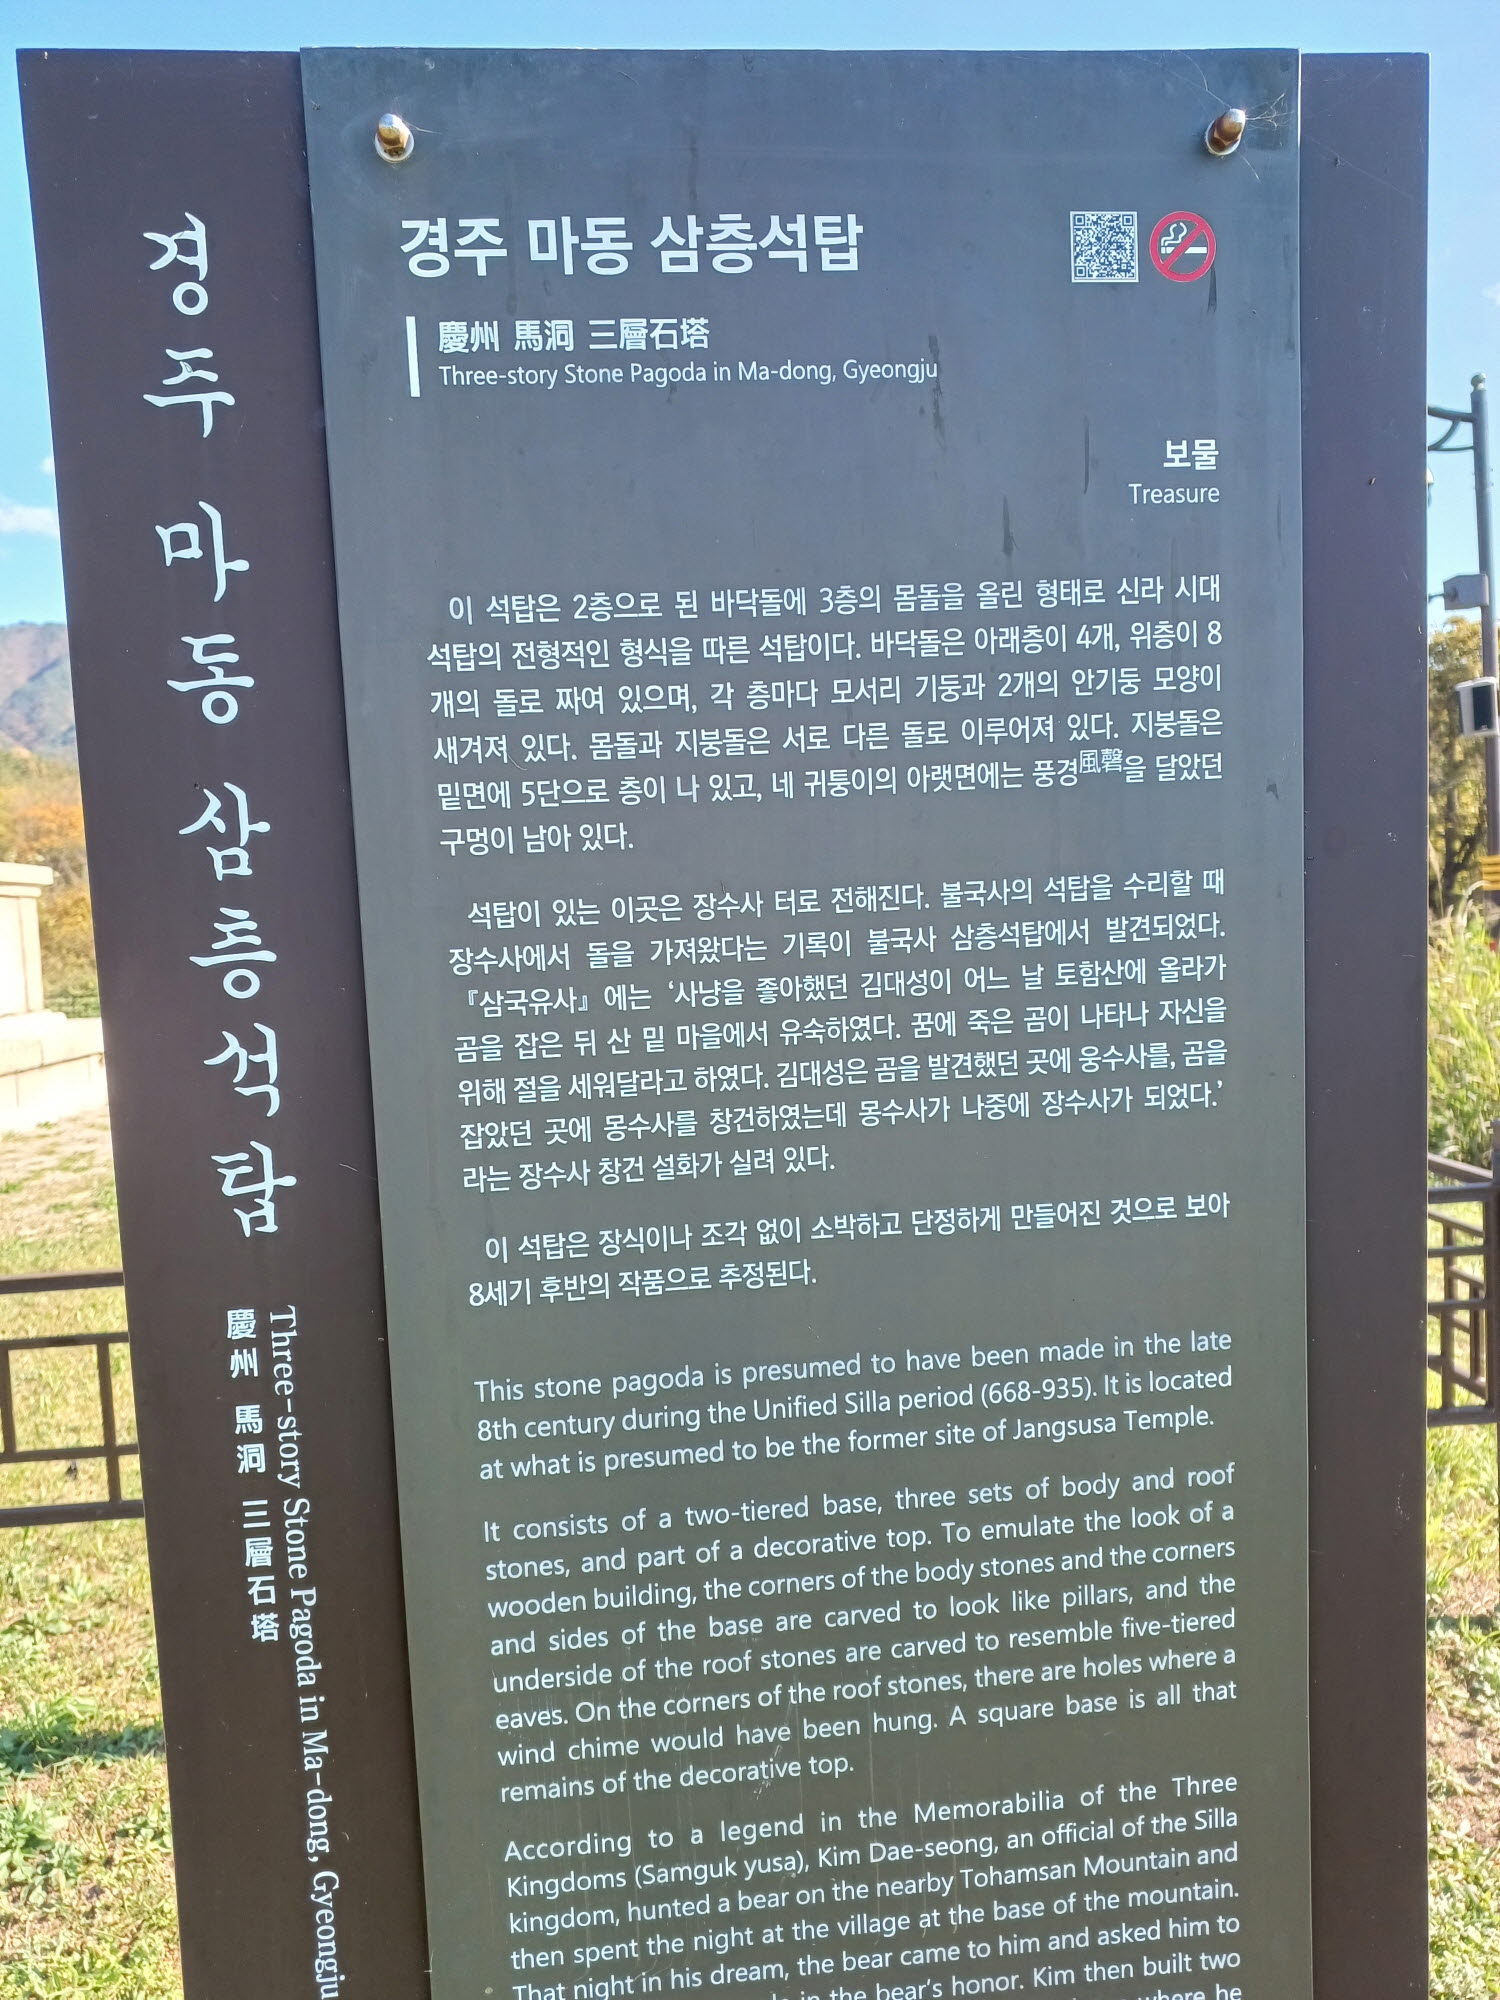 경주 마동 삼층석탑
慶州 馬洞 三層石塔
Three-story Stone Pagoda in Ma-dong, Gyeongju
경주 마동 삼층석탑
慶州 馬洞 三層石塔
Three-story Stone Pagoda in Ma-dong, Gyeongju
보물
Treasure
이 석탑은 2층으로 된 바닥돌에 3층의 몸돌을 올린 형태로 신라 시대
석탑의 전형적인 형식을 따른 석탑이다. 바닥돌은 아래층이 4개, 위층이 8
개의 돌로 짜여 있으며, 각 층마다 모서리 기둥과 2개의 안기둥 모양이
새겨져 있다. 몸돌과 지붕돌은 서로 다른 돌로 이루어져 있다. 지붕돌은
밑면에 5단으로 층이 나 있고, 네 귀퉁이의 아랫면에는 풍경風磬을 달았던
구멍이 남아 있다.
석탑이 있는 이곳은 장수사 터로 전해진다. 불국사의 석탑을 수리할 때
장수사에서 돌을 가져왔다는 기록이 불국사 삼층석탑에서 발견되었다.
『삼국유사』에는 ‘사냥을 좋아했던 김대성이 어느 날 토함산에 올라가
곰을 잡은 뒤 산 밑 마을에서 유숙하였다. 꿈에 죽은 곰이 나타나 자신을
위해 절을 세워달라고 하였다. 김대성은 곰을 발견했던 곳에 웅수사를, 곰을
잡았던 곳에 몽수사를 창건하였는데 몽수사가 나중에 장수사가 되었다.’
라는 장수사 창건 설화가 실려 있다.
이 석탑은 장식이나 조각 없이 소박하고 단정하게 만들어진 것으로 보아
8세기 후반의 작품으로 추정된다.
This stone pagoda is presumed to have been made in the late
8th century during the Unified Silla period (668-935). It is located
at what is presumed to be the former site of Jangsusa Temple.
It consists of a two-tiered base, three sets of body and roof
stones, and part of a decorative top. To emulate the look of a
wooden building, the corners of the body stones and the corners
and sides of the base are carved to look like pillars, and the
underside of the roof stones are carved to resemble five-tiered
eaves. On the corners of the roof stones, there are holes where a
wind chime would have been hung. A square base is all that
remains of the decorative top.
According to a legend in the Memorabilia of the Three
Kingdoms (Samguk yusa), Kim Dae-seong, an official of the Silla
kingdom, hunted a bear on the nearby Tohamsan Mountain and
then spent the night at the village at the base of the mountain.
That night in his dream, the bear came to him and asked him to
in the bear's honor. Kim then built two
where he